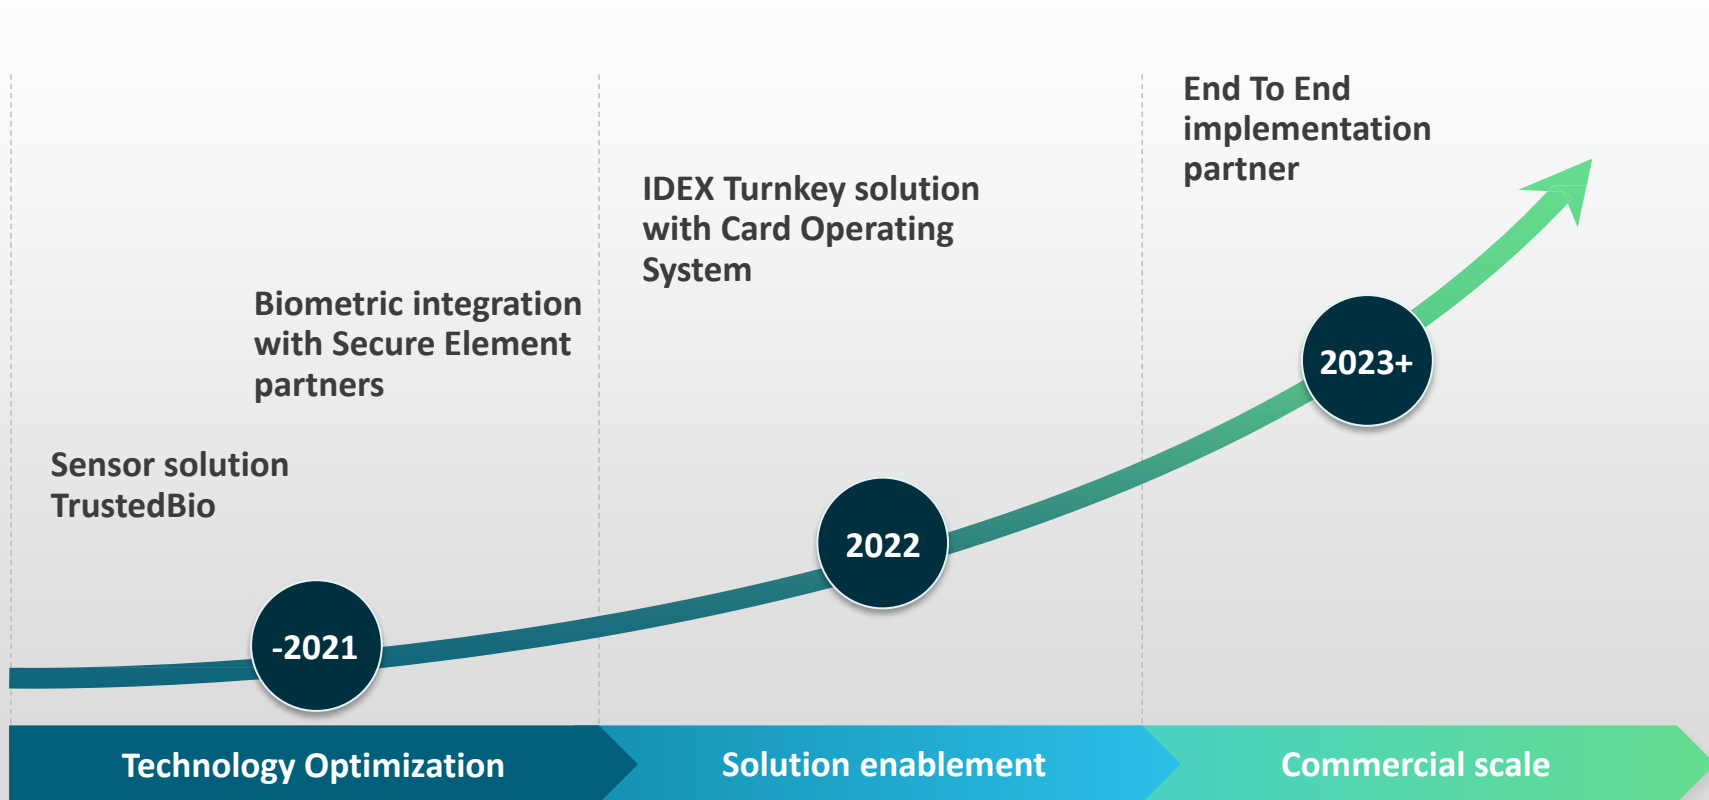 End To End
implementation
partner
IDEX Turnkey solution
with Card Operating
System
Biometric integration
with Secure Element
partners
Sensor solution
TrustedBio
2023+
2022
-2021
Technology Optimization
Solution enablement
Commercial scale